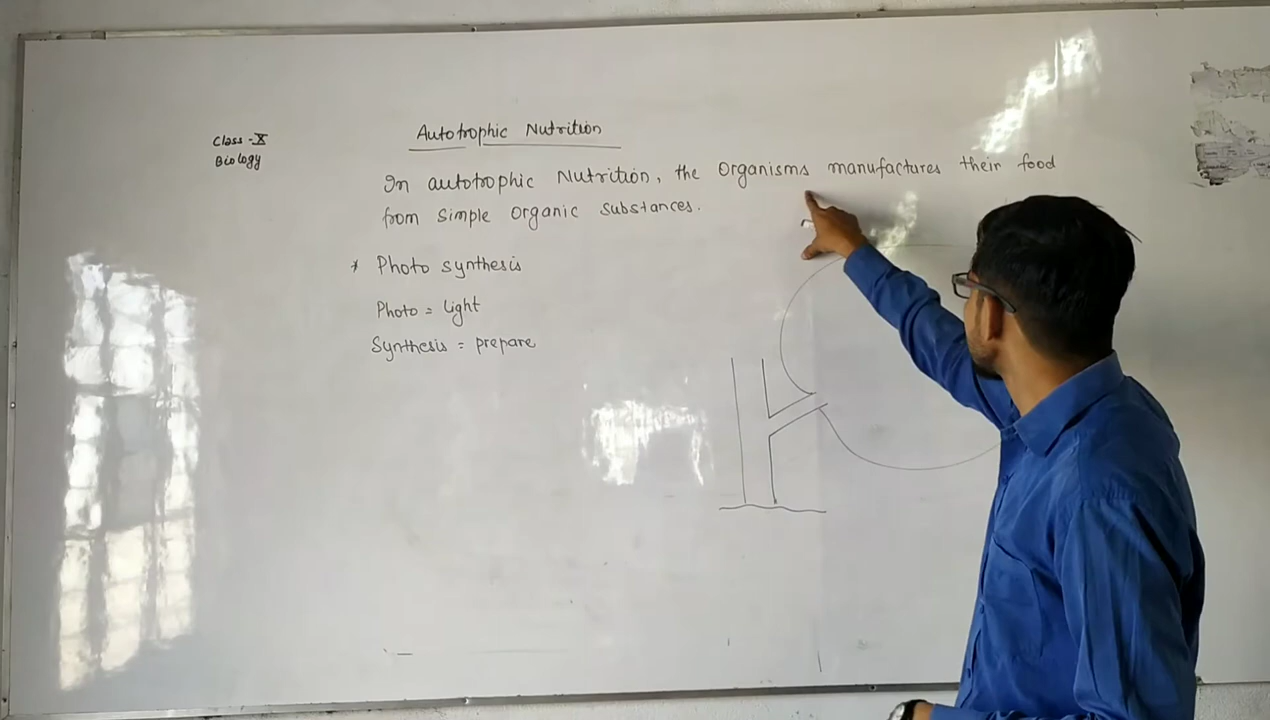 Class - X
Biology
Autotrophic Nutrition
In autotrophic Nutrition, the Organisms manufactures their food
from Simple Organic Substances.
* Photo synthesis
Photo = light
Synthesis = prepare